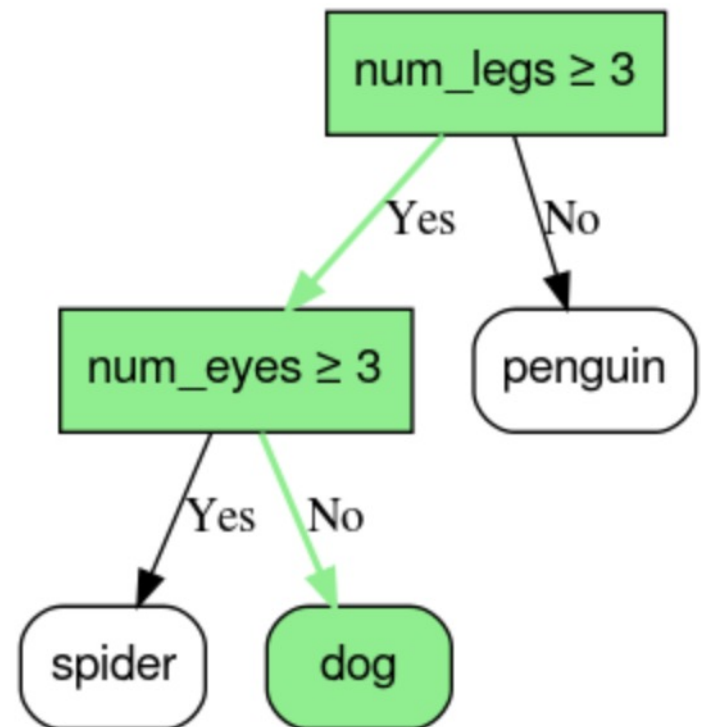 num_legs ≥ 3
Yes
No
num_eyes ≥ 3
penguin
Yes
No
spider
dog